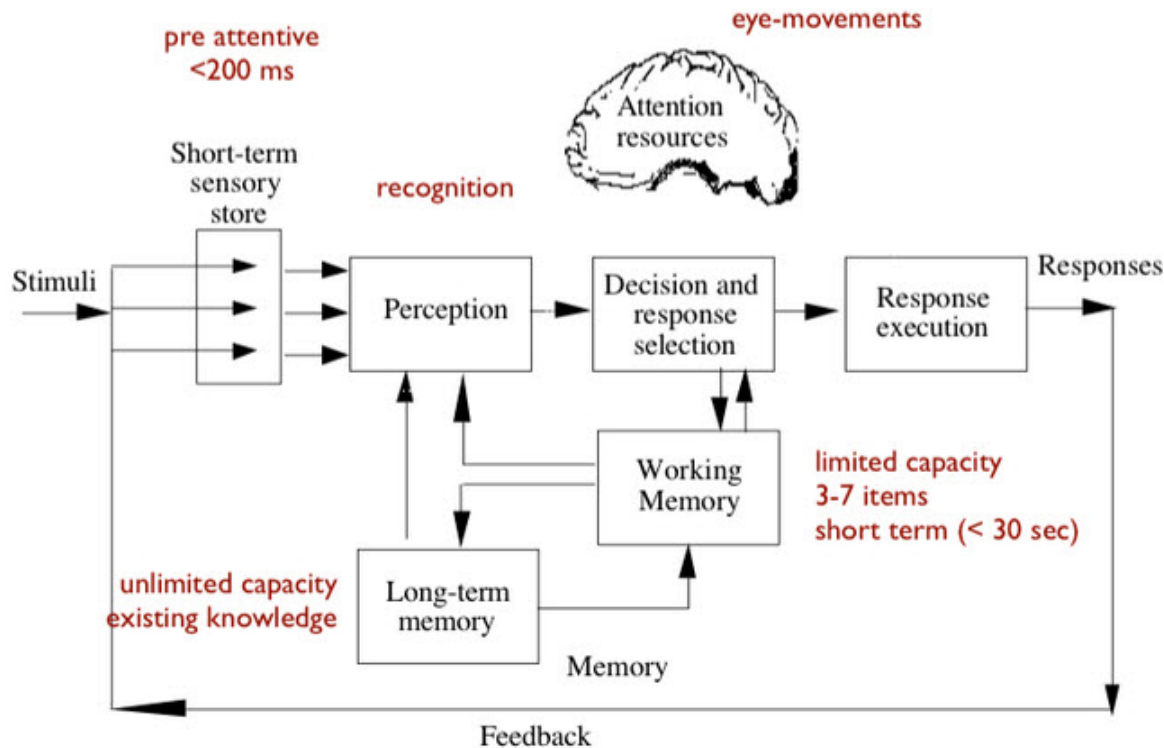 pre attentive
<200 ms
eye-movements
Attention
resources
Short-term
sensory
store
recognition
Stimuli
Perception
Decision and
response
selection
Response
execution
Responses
Working
Memory
limited capacity
3-7 items
short term (< 30 sec)
unlimited capacity
existing knowledge
Long-term
memory
Memory
Feedback